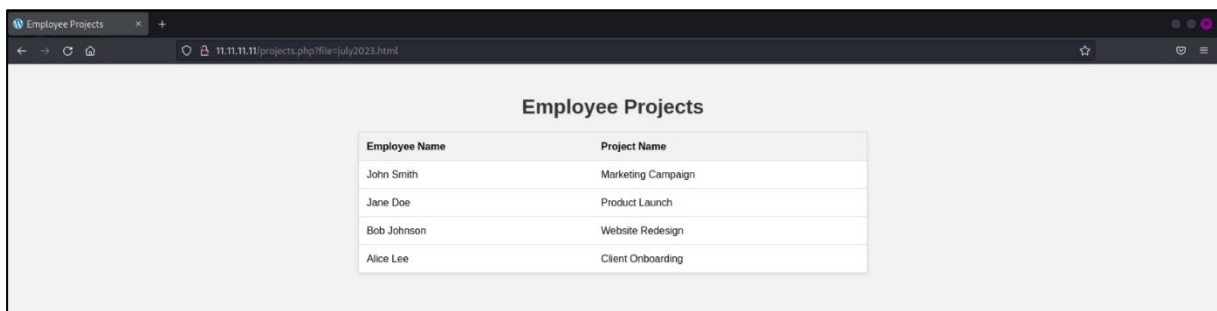 Employee Projects
11.11.11.11/projects.php?file=july2023.html
Employee Projects
Employee Name Project Name
John Smith Marketing Campaign
Jane Doe Product Launch
Bob Johnson Website Redesign
Alice Lee Client Onboarding